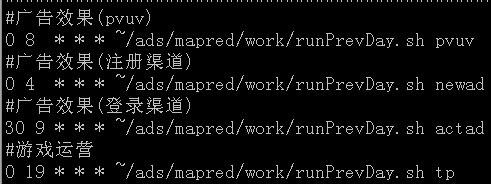 #广告效果(pvuv)
0 8  * * * ~/ads/mapred/work/runPrevDay.sh pvuv
#广告效果(注册渠道)
0 4  * * * ~/ads/mapred/work/runPrevDay.sh newad
#广告效果(登录渠道)
30 9 * * * ~/ads/mapred/work/runPrevDay.sh actad
#游戏运营
0 19 * * * ~/ads/mapred/work/runPrevDay.sh tp